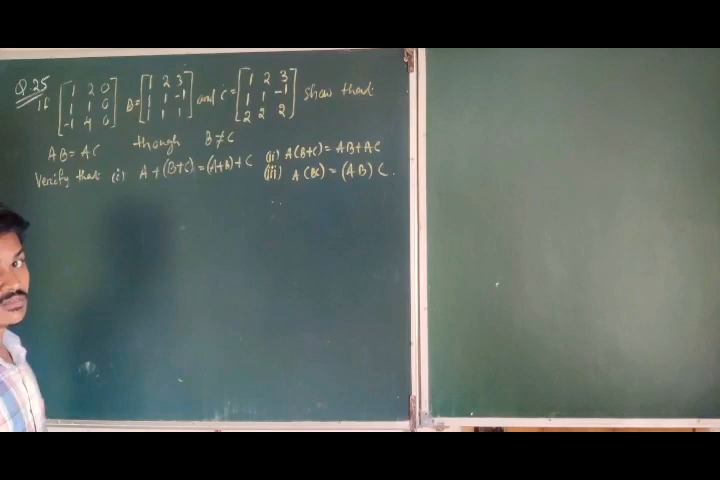 Q.25
If [1 2 0 B= [1 2 3 and C= [1 2 3 show that
1 1 0 1 1 -1 1 1 -1
-1 4 0] 1 1 1] 2 2 2]
AB = AC though B ≠ C
Verify that (i) A + (B+C) = (A+B) + C (ii) A(B+C) = AB + AC
(iii) A(BC) = (AB) C.